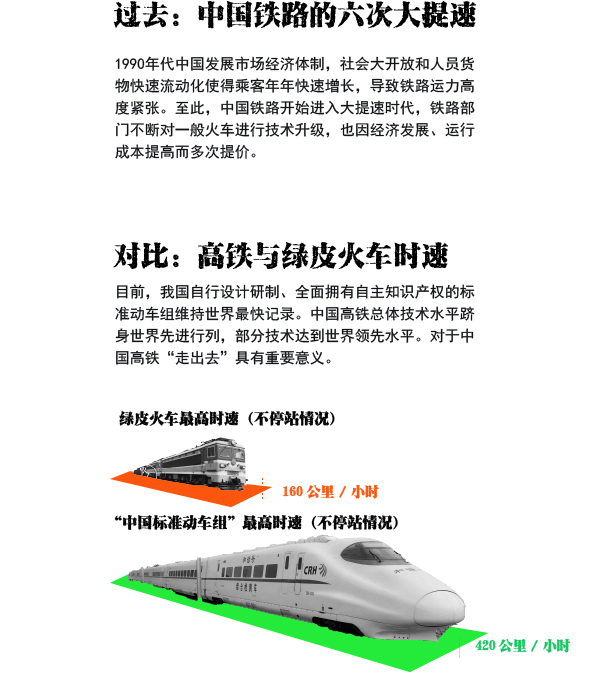 过去：中国铁路的六次大提速
1990年代中国发展市场经济体制，社会大开放和人员货
物快速流动化使得乘客年年快速增长，导致铁路运力高
度紧张。至此，中国铁路开始进入大提速时代，铁路部
门不断对一般火车进行技术升级，也因经济发展、运行
成本提高而多次提价。
对比：高铁与绿皮火车时速
目前，我国自行设计研制、全面拥有自主知识产权的标
准动车组维持世界最快记录。中国高铁总体技术水平跻
身世界先进行列，部分技术达到世界领先水平。对于中
国高铁“走出去”具有重要意义。
绿皮火车最高时速（不停站情况）
160 公里 / 小时
“中国标准动车组”最高时速（不停站情况）
和谐号
CRH
综合检测车
420 公里 / 小时